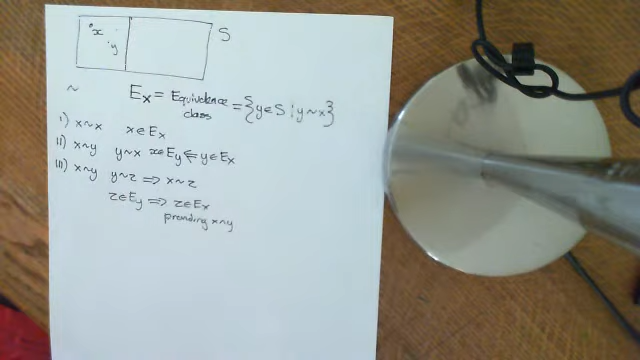 x
y
S
~
Eₓ = Equivalence class = {y∈S ; y~x}
i) x~x x∈Eₓ
ii) x~y y~x x∈Ey ⇐ y∈Eₓ
iii) x~y y~z ⇒ x~z
z∈Ey ⇒ z∈Eₓ
providing x~y